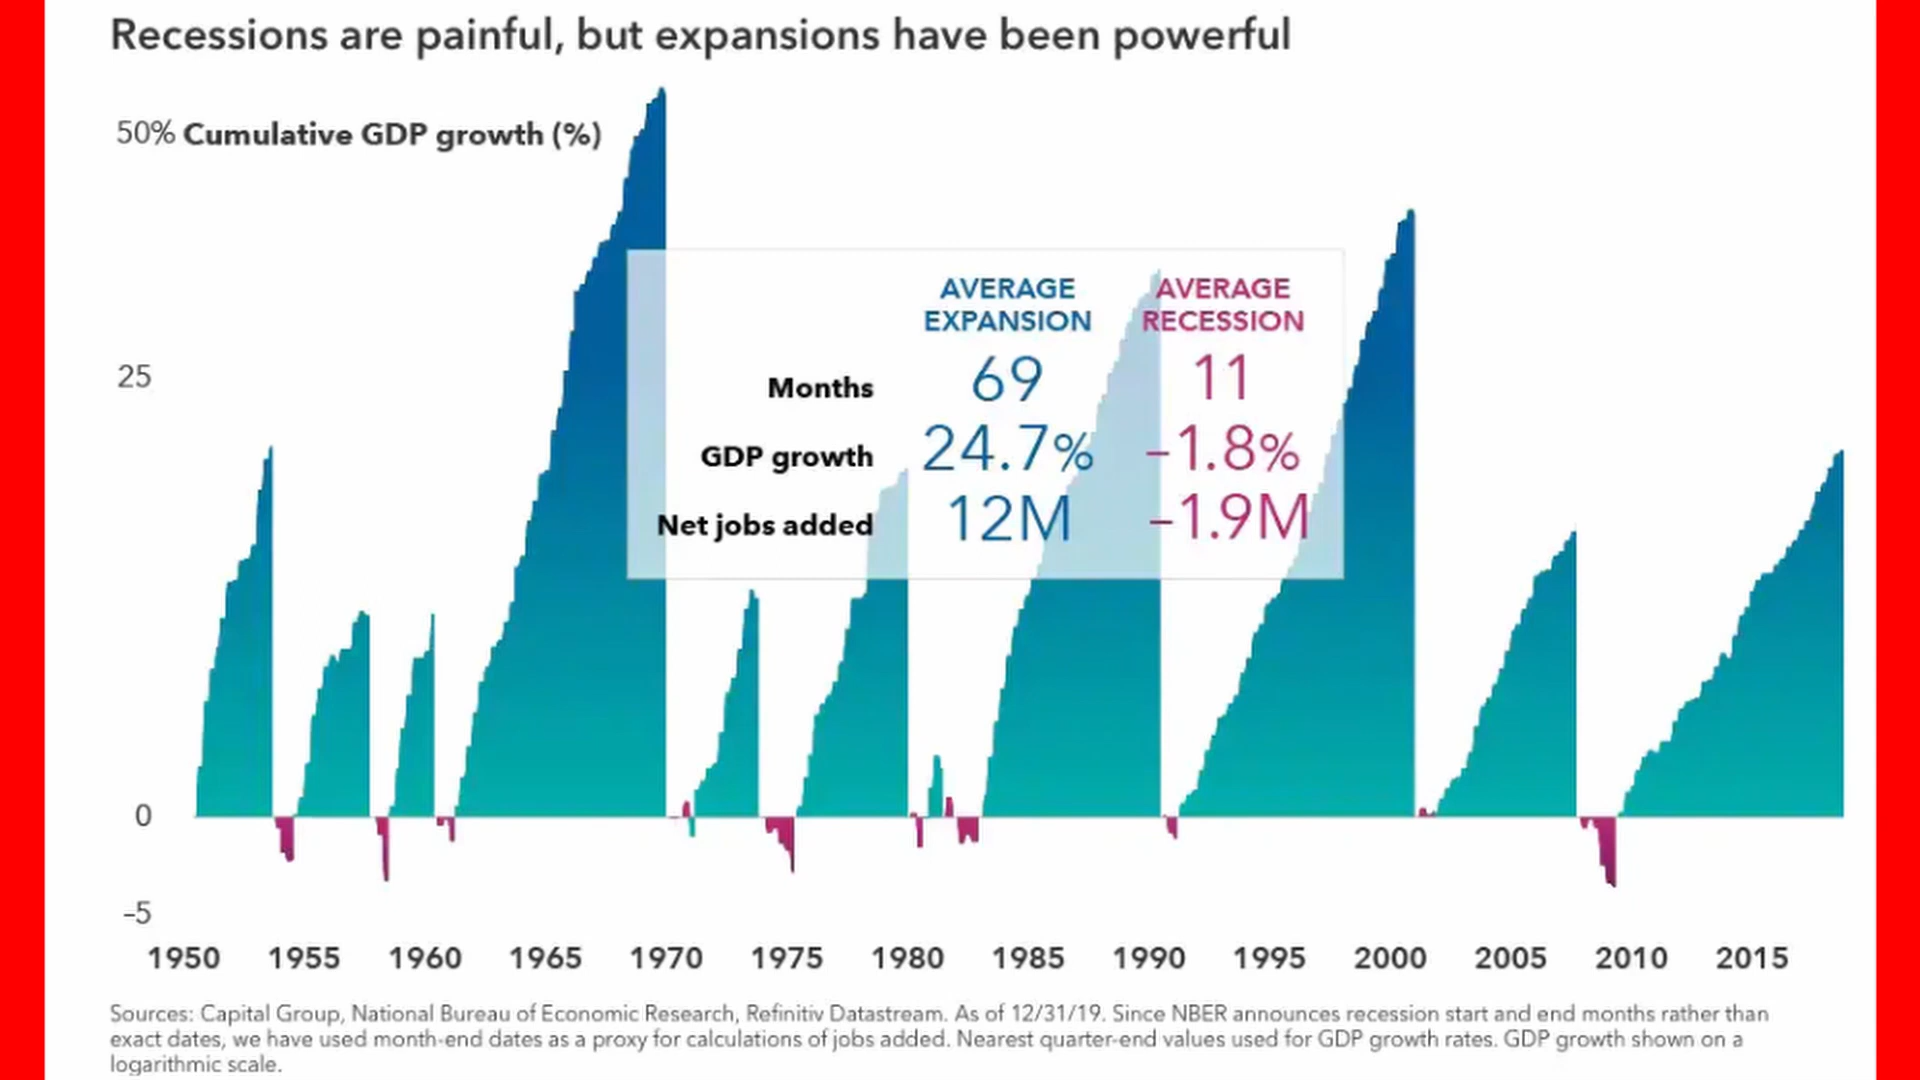 Recessions are painful, but expansions have been powerful
50% Cumulative GDP growth (%)
AVERAGE EXPANSION
AVERAGE RECESSION
25
Months 69 11
GDP growth 24.7% –1.8%
Net jobs added 12M –1.9M
0
–5
1950 1955 1960 1965 1970 1975 1980 1985 1990 1995 2000 2005 2010 2015
Sources: Capital Group, National Bureau of Economic Research, Refinitiv Datastream. As of 12/31/19. Since NBER announces recession start and end months rather than
exact dates, we have used month-end dates as a proxy for calculations of jobs added. Nearest quarter-end values used for GDP growth rates. GDP growth shown on a
logarithmic scale.